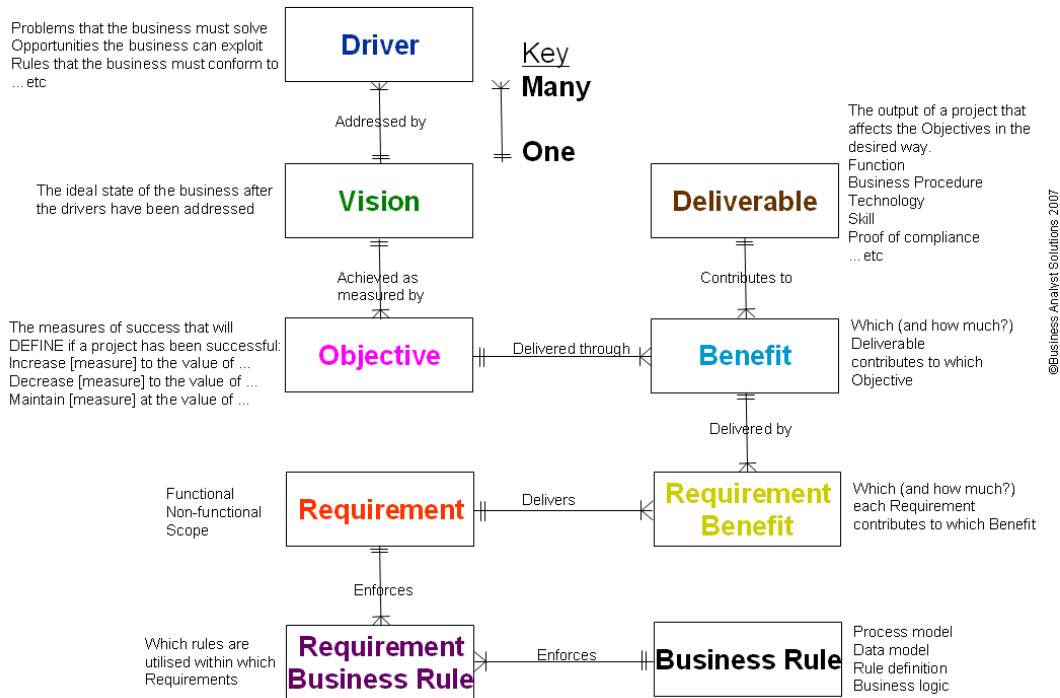 Problems that the business must solve
Opportunities the business can exploit
Rules that the business must conform to
... etc
Driver
Key
Many
One
Addressed by
The ideal state of the business after
the drivers have been addressed
Vision
Deliverable
The output of a project that
affects the Objectives in the
desired way.
Function
Business Procedure
Technology
Skill
Proof of compliance
... etc
©Business Analyst Solutions 2007
Achieved as
measured by
Contributes to
The measures of success that will
DEFINE if a project has been successful:
Increase [measure] to the value of ...
Decrease [measure] to the value of ...
Maintain [measure] at the value of ...
Objective
Delivered through
Benefit
Which (and how much?)
Deliverable
contributes to which
Objective
Delivered by
Functional
Non-functional
Scope
Requirement
Delivers
Requirement
Benefit
Which (and how much?)
each Requirement
contributes to which Benefit
Enforces
Which rules are
utilised within which
Requirements
Requirement
Business Rule
Enforces
Business Rule
Process model
Data model
Rule definition
Business logic